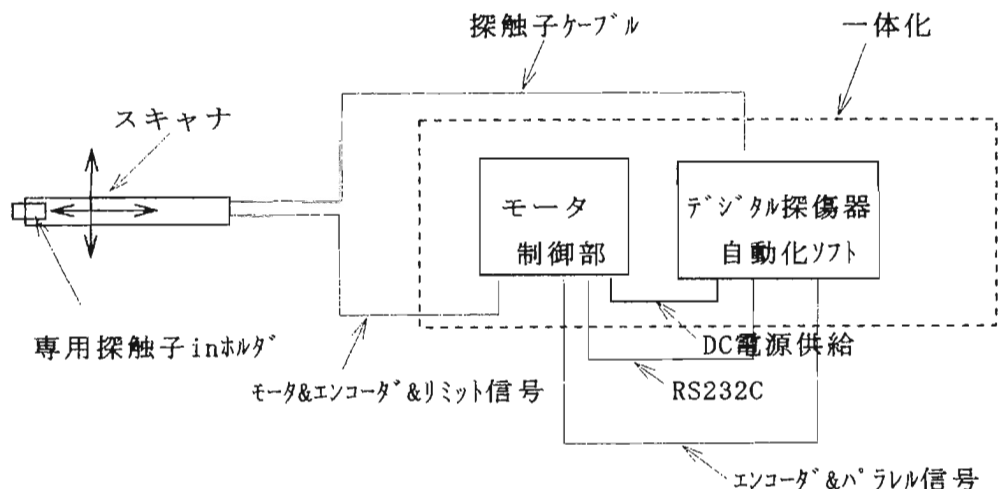 探触子ｹｰﾌﾞﾙ
一体化
スキャナ
モータ
制御部
ﾃﾞｼﾞﾀﾙ探傷器
自動化ｿﾌﾄ
専用探触子inﾎﾙﾀﾞ
DC電源供給
ﾓｰﾀ&ｴﾝｺｰﾀﾞ&ﾘﾐｯﾄ信号
RS232C
ｴﾝｺｰﾀﾞ&ﾊﾟﾗﾚﾙ信号